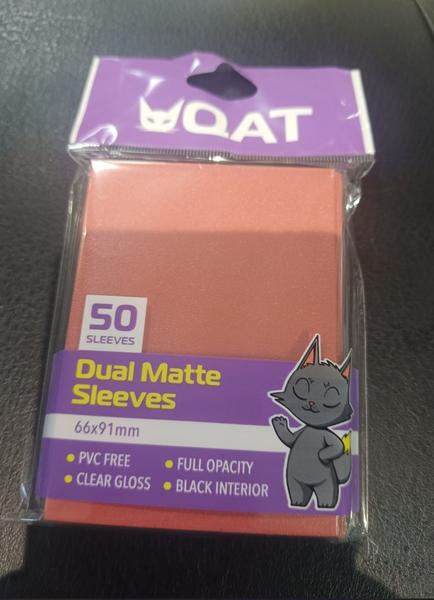 QAT
50
SLEEVES
Dual Matte
Sleeves
66x91mm
• PVC FREE
• FULL OPACITY
• CLEAR GLOSS
• BLACK INTERIOR